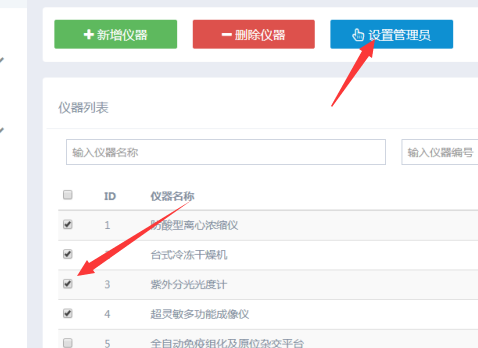 新增仪器 删除仪器 设置管理员
仪器列表
输入仪器名称 输入仪器编号
ID 仪器名称
1 防酸型离心浓缩仪
台式冷冻干燥机
3 紫外分光光度计
4 超灵敏多功能成像仪
5 全自动免疫组化及原位杂交平台